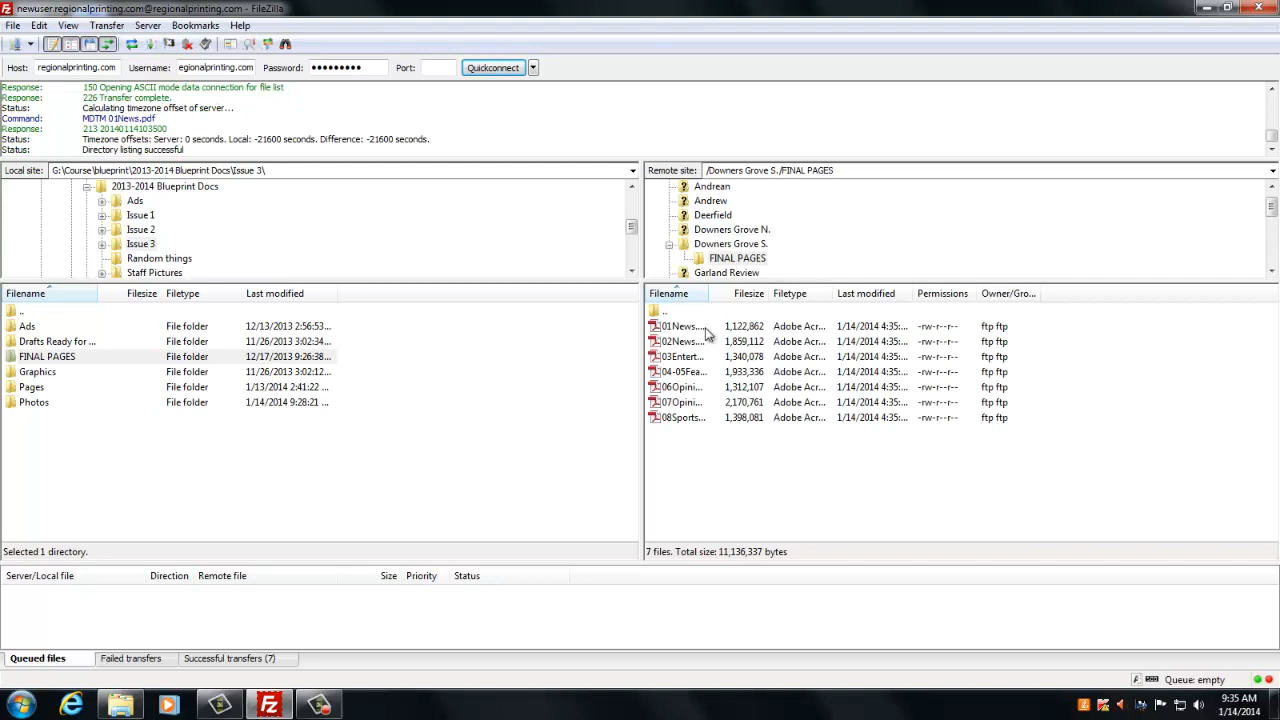 newuser.regionalprinting.com@regionalprinting.com - FileZilla
File Edit View Transfer Server Bookmarks Help
Host: regionalprinting.com Username: egionalprinting.com Password: ●●●●●●●●● Port: Quickconnect
Response: 150 Opening ASCII mode data connection for file list
Response: 226 Transfer complete.
Status: Calculating timezone offset of server...
Command: MDTM 01News.pdf
Response: 213 20140114103500
Status: Timezone offsets: Server: 0 seconds. Local: -21600 seconds. Difference: -21600 seconds.
Status: Directory listing successful
Local site: G:\Course\blueprint\2013-2014 Blueprint Docs\Issue 3\
2013-2014 Blueprint Docs
Ads
Issue 1
Issue 2
Issue 3
Random things
Staff Pictures
Filename Filesize Filetype Last modified
..
Ads File folder 12/13/2013 2:56:53...
Drafts Ready for ... File folder 11/26/2013 3:02:34...
FINAL PAGES File folder 12/17/2013 9:26:38...
Graphics File folder 11/26/2013 3:02:12...
Pages File folder 1/13/2014 2:41:22 ...
Photos File folder 1/14/2014 9:28:21 ...
Selected 1 directory.
Remote site: /Downers Grove S./FINAL PAGES
Andrean
Andrew
Deerfield
Downers Grove N.
Downers Grove S.
FINAL PAGES
Garland Review
Filename Filesize Filetype Last modified Permissions Owner/Gro...
..
01News.... 1,122,862 Adobe Acr... 1/14/2014 4:35:... -rw-r--r-- ftp ftp
02News.... 1,859,112 Adobe Acr... 1/14/2014 4:35:... -rw-r--r-- ftp ftp
03Entert... 1,340,078 Adobe Acr... 1/14/2014 4:35:... -rw-r--r-- ftp ftp
04-05Fea... 1,933,336 Adobe Acr... 1/14/2014 4:35:... -rw-r--r-- ftp ftp
06Opini... 1,312,107 Adobe Acr... 1/14/2014 4:35:... -rw-r--r-- ftp ftp
07Opini... 2,170,761 Adobe Acr... 1/14/2014 4:35:... -rw-r--r-- ftp ftp
08Sports... 1,398,081 Adobe Acr... 1/14/2014 4:35:... -rw-r--r-- ftp ftp
7 files. Total size: 11,136,337 bytes
Server/Local file Direction Remote file Size Priority Status
Queued files Failed transfers Successful transfers (7)
Queue: empty
9:35 AM
1/14/2014